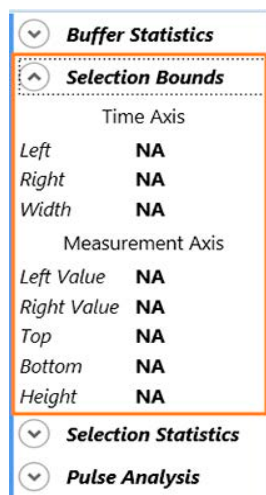 Buffer Statistics
Selection Bounds
Time Axis
Left NA
Right NA
Width NA
Measurement Axis
Left Value NA
Right Value NA
Top NA
Bottom NA
Height NA
Selection Statistics
Pulse Analysis